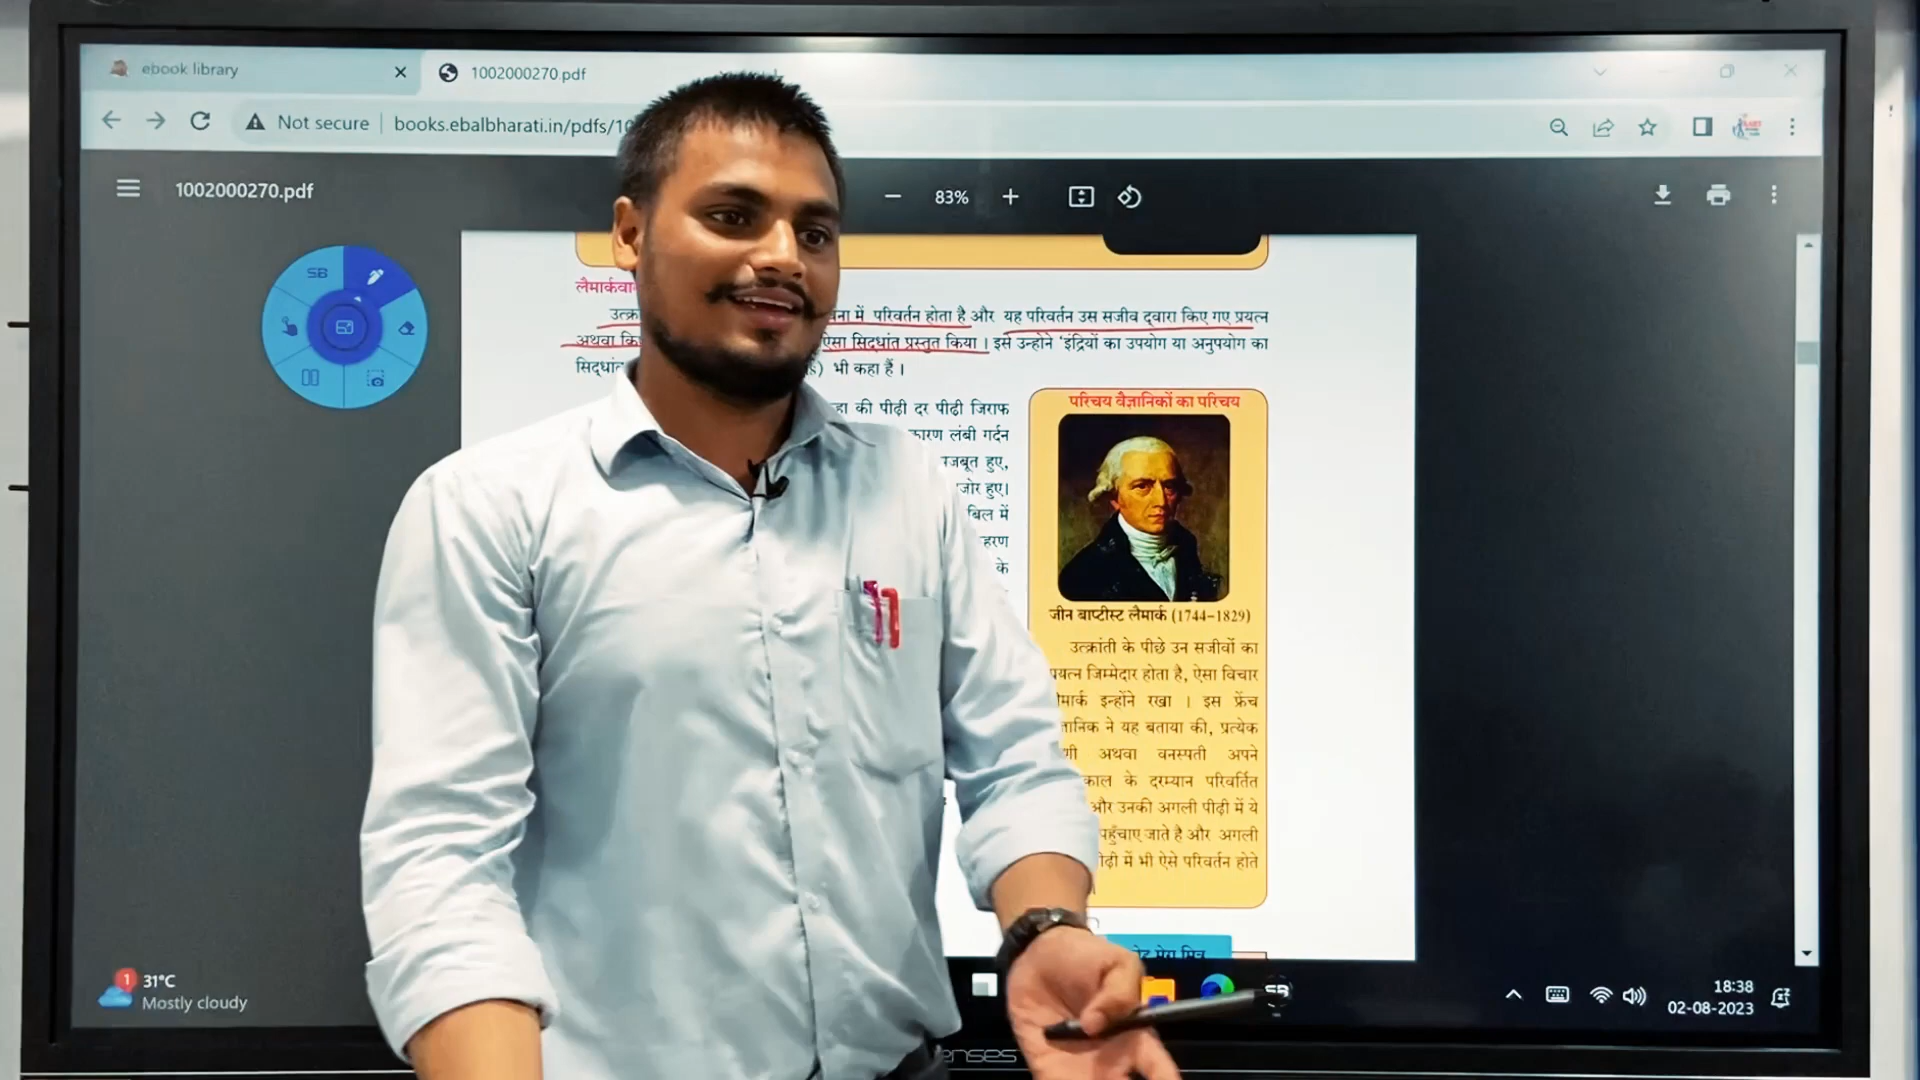 ebook library
1002000270.pdf
Not secure
books.ebalbharati.in/pdfs/10
1002000270.pdf
83%
SB
में परिवर्तन होता है और यह परिवर्तन उस सजीव द्वारा किए गए प्रयत्न
अथवा
ऐसा सिद्धांत प्रस्तुत किया । इसे उन्होने 'इंद्रियों का उपयोग या अनुपयोग का
भी कहा हैं ।
की पीढ़ी दर पीढी जिराफ
लंबी गर्दन
हुए,
हुए।
बिल में
के
परिचय वैज्ञानिकों का परिचय
जीन बाप्टीस्ट लैमार्क (1744-1829)
उत्क्रांती के पीछे उन सजीवों का
जिम्मेदार होता है, ऐसा विचार
इन्होंने रखा । इस फ्रेंच
ने यह बताया की, प्रत्येक
अथवा वनस्पती अपने
के दरम्यान परिवर्तित
और उनकी अगली पीढ़ी में ये
पहुँचाए जाते है और अगली
में भी ऐसे परिवर्तन होते
1
31°C
Mostly cloudy
SB
18:38
02-08-2023